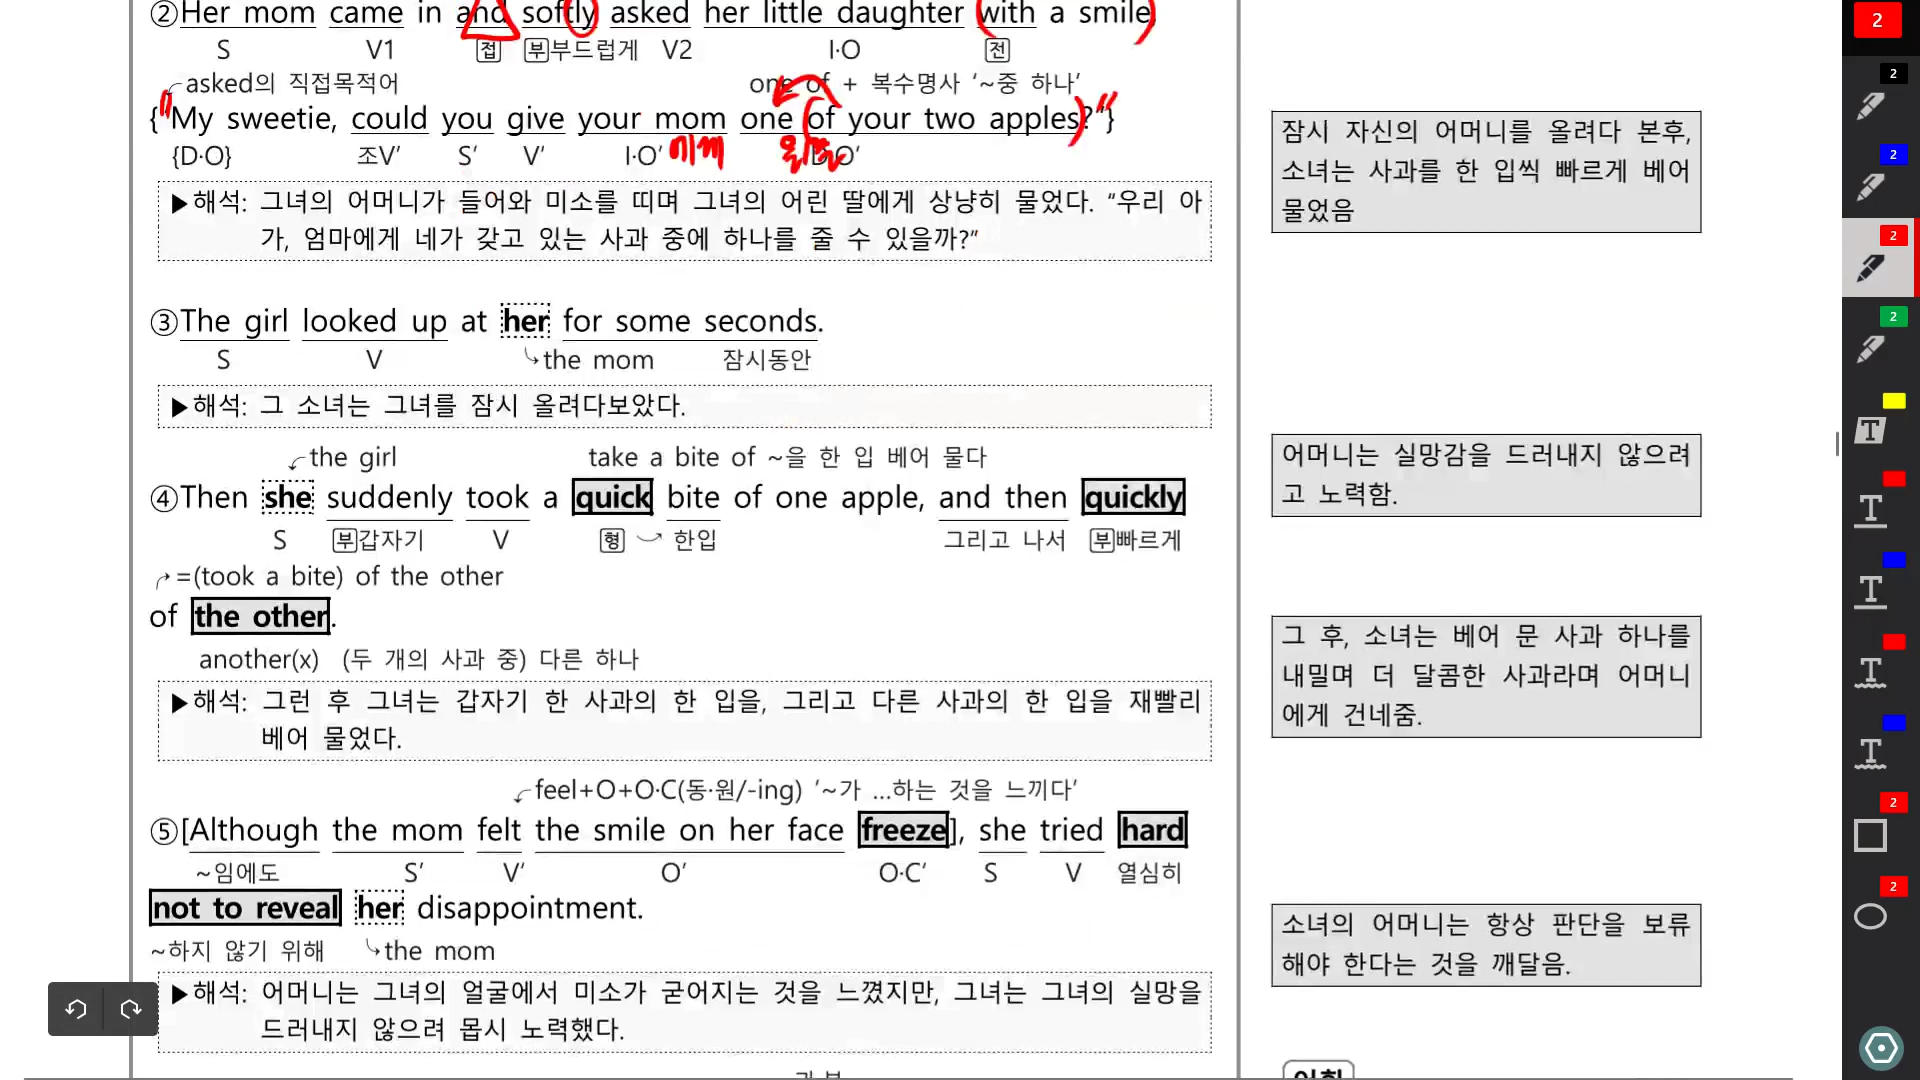 ②Her mom came in and softly asked her little daughter (with a smile)
S V1 접 부부드럽게 V2 I·O 전
asked의 직접목적어 one of + 복수명사 ‘~중 하나’
{"My sweetie, could you give your mom one (of your two apples)?"}
{D·O} 조V′ S′ V′ I·O′ 에게 을/를 D·O′
▶해석: 그녀의 어머니가 들어와 미소를 띠며 그녀의 어린 딸에게 상냥히 물었다. “우리 아
가, 엄마에게 네가 갖고 있는 사과 중에 하나를 줄 수 있을까?”
③The girl looked up at her for some seconds.
S V ↳the mom 잠시동안
▶해석: 그 소녀는 그녀를 잠시 올려다보았다.
the girl take a bite of ~을 한 입 베어 물다
④Then she suddenly took a quick bite of one apple, and then quickly
S 부갑자기 V 형 한입 그리고 나서 부빠르게
=(took a bite) of the other
of the other.
another(x) (두 개의 사과 중) 다른 하나
▶해석: 그런 후 그녀는 갑자기 한 사과의 한 입을, 그리고 다른 사과의 한 입을 재빨리
베어 물었다.
feel+O+O·C(동·원/-ing) ‘~가 ...하는 것을 느끼다’
⑤[Although the mom felt the smile on her face freeze], she tried hard
~임에도 S′ V′ O′ O·C′ S V 열심히
not to reveal her disappointment.
~하지 않기 위해 ↳the mom
▶해석: 어머니는 그녀의 얼굴에서 미소가 굳어지는 것을 느꼈지만, 그녀는 그녀의 실망을
드러내지 않으려 몹시 노력했다.
잠시 자신의 어머니를 올려다 본후,
소녀는 사과를 한 입씩 빠르게 베어
물었음
어머니는 실망감을 드러내지 않으려
고 노력함.
그 후, 소녀는 베어 문 사과 하나를
내밀며 더 달콤한 사과라며 어머니
에게 건네줌.
소녀의 어머니는 항상 판단을 보류
해야 한다는 것을 깨달음.
2
2
2
2
2
T
T
T
T
T
2
2